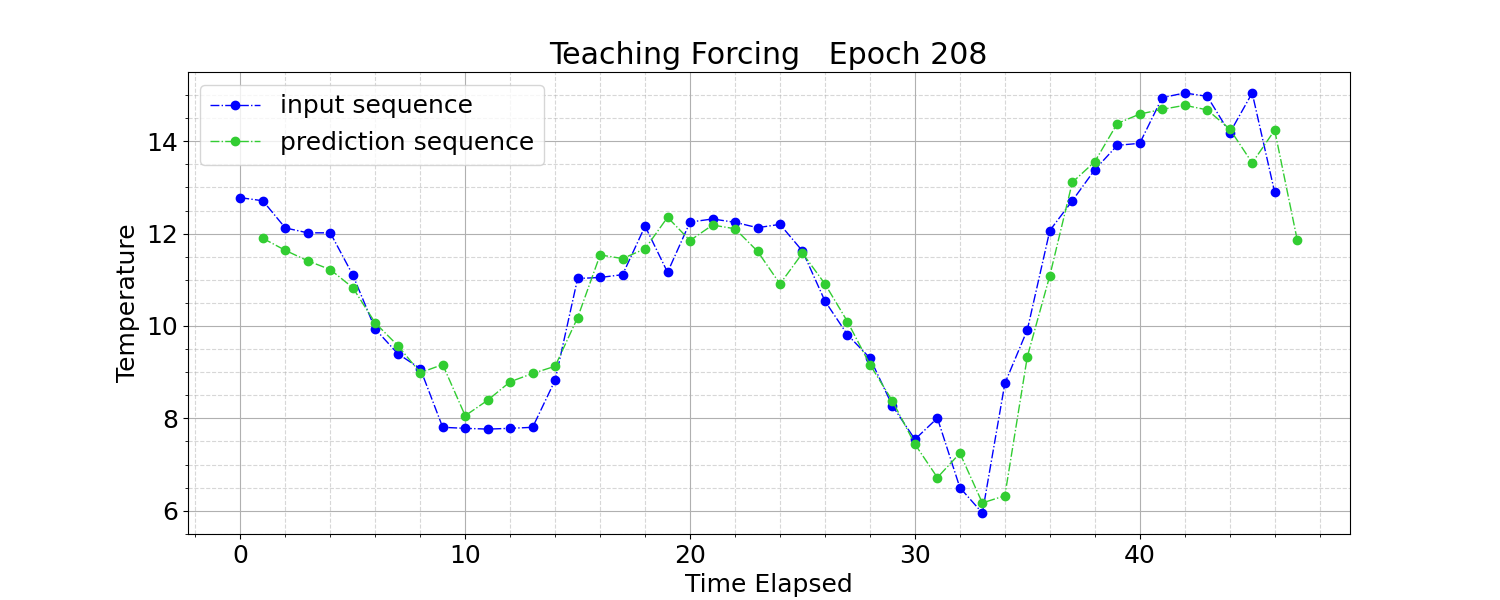 Teaching Forcing   Epoch 208
input sequence
prediction sequence
Temperature
14
12
10
8
6
0
10
20
30
40
Time Elapsed